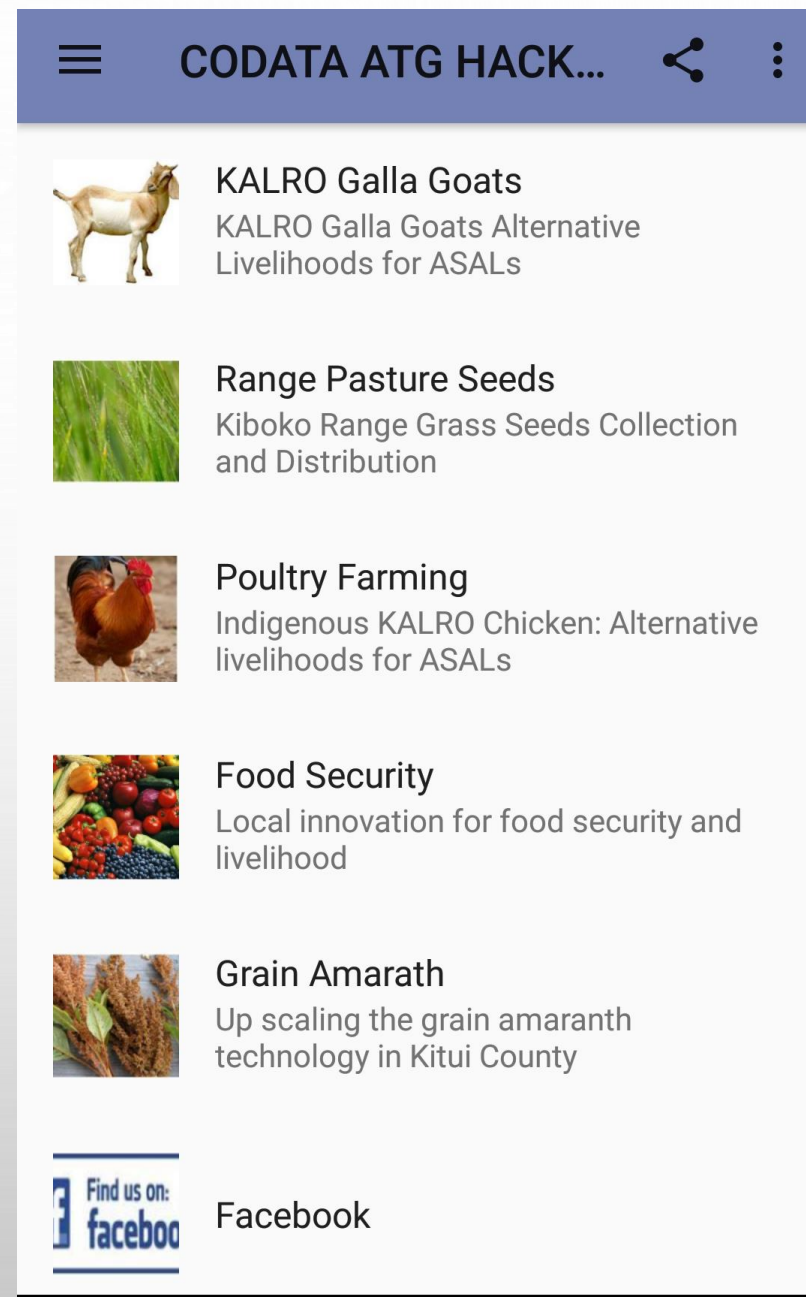 CODATA ATG HACK...
KALRO Galla Goats
KALRO Galla Goats Alternative
Livelihoods for ASALs
Range Pasture Seeds
Kiboko Range Grass Seeds Collection
and Distribution
Poultry Farming
Indigenous KALRO Chicken: Alternative
livelihoods for ASALs
Food Security
Local innovation for food security and
livelihood
Grain Amarath
Up scaling the grain amaranth
technology in Kitui County
Find us on:
faceboo
Facebook